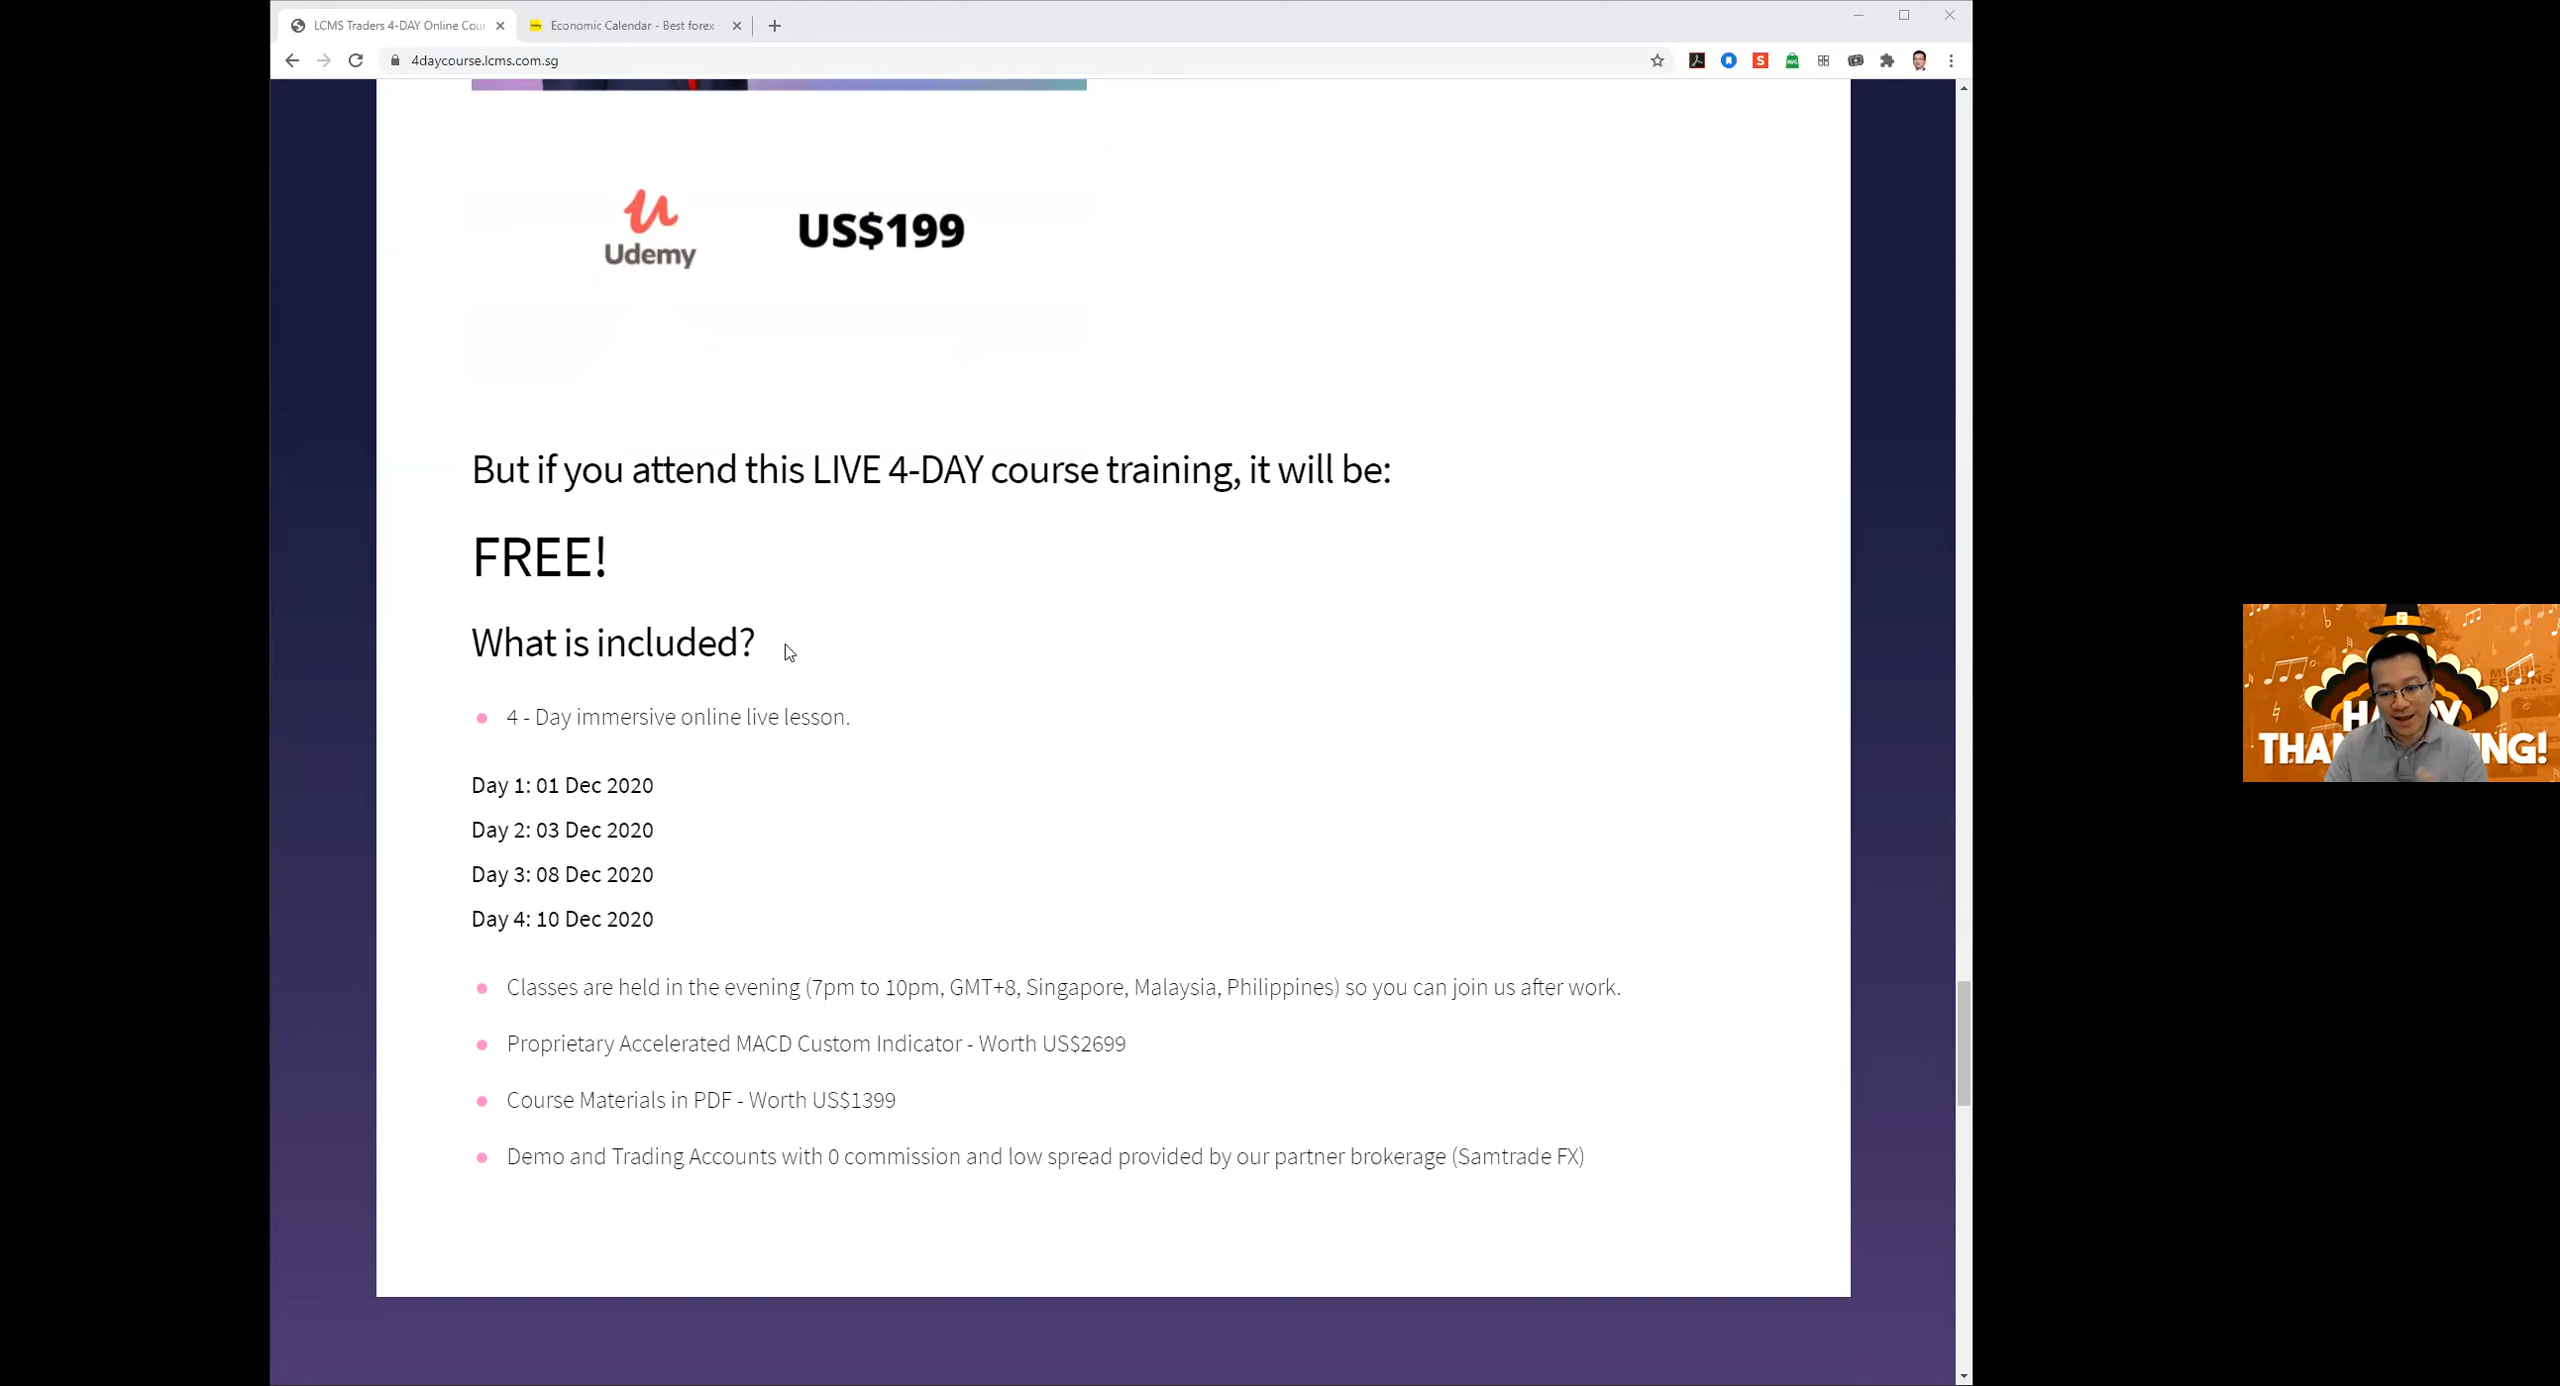 LCMS Traders 4-DAY Online Cou
Economic Calendar - Best forex
4daycourse.lcms.com.sg
Udemy
US$199
But if you attend this LIVE 4-DAY course training, it will be:
FREE!
What is included?
4 - Day immersive online live lesson.
Day 1: 01 Dec 2020
Day 2: 03 Dec 2020
Day 3: 08 Dec 2020
Day 4: 10 Dec 2020
Classes are held in the evening (7pm to 10pm, GMT+8, Singapore, Malaysia, Philippines) so you can join us after work.
Proprietary Accelerated MACD Custom Indicator - Worth US$2699
Course Materials in PDF - Worth US$1399
Demo and Trading Accounts with 0 commission and low spread provided by our partner brokerage (Samtrade FX)